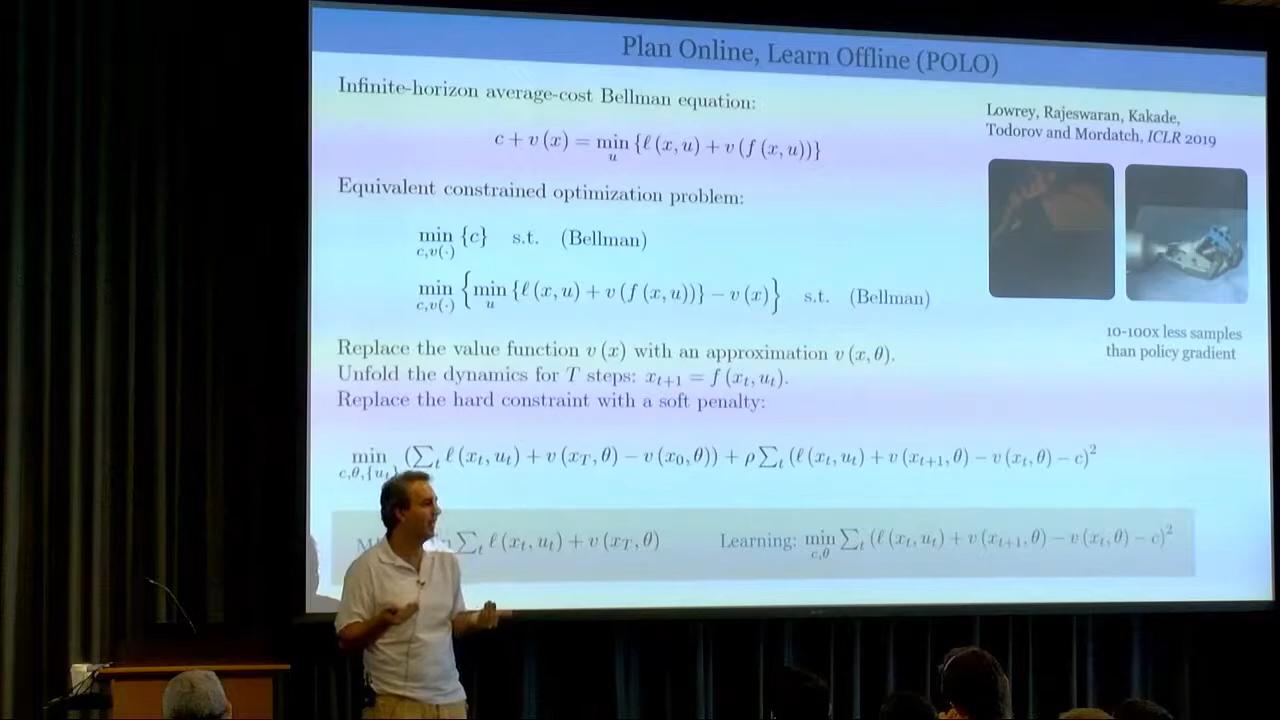 Plan Online, Learn Offline (POLO)
Infinite-horizon average-cost Bellman equation:
c + v (x) = min_u {ℓ (x, u) + v (f (x, u))}
Lowrey, Rajeswaran, Kakade,
Todorov and Mordatch, ICLR 2019
Equivalent constrained optimization problem:
min_{c,v(·)} {c} s.t. (Bellman)
min_{c,v(·)} {min_u {ℓ (x, u) + v (f (x, u))} − v (x)} s.t. (Bellman)
10-100x less samples
than policy gradient
Replace the value function v (x) with an approximation v (x, θ).
Unfold the dynamics for T steps: x_{t+1} = f (x_t, u_t).
Replace the hard constraint with a soft penalty:
min_{c,θ,{u_t} (∑_t ℓ (x_t, u_t) + v (x_T, θ) − v (x_0, θ)) + ρ ∑_t (ℓ (x_t, u_t) + v (x_{t+1}, θ) − v (x_t, θ) − c)²
∑_t ℓ (x_t, u_t) + v (x_T, θ) Learning: min_{c,θ} ∑_t (ℓ (x_t, u_t) + v (x_{t+1}, θ) − v (x_t, θ) − c)²